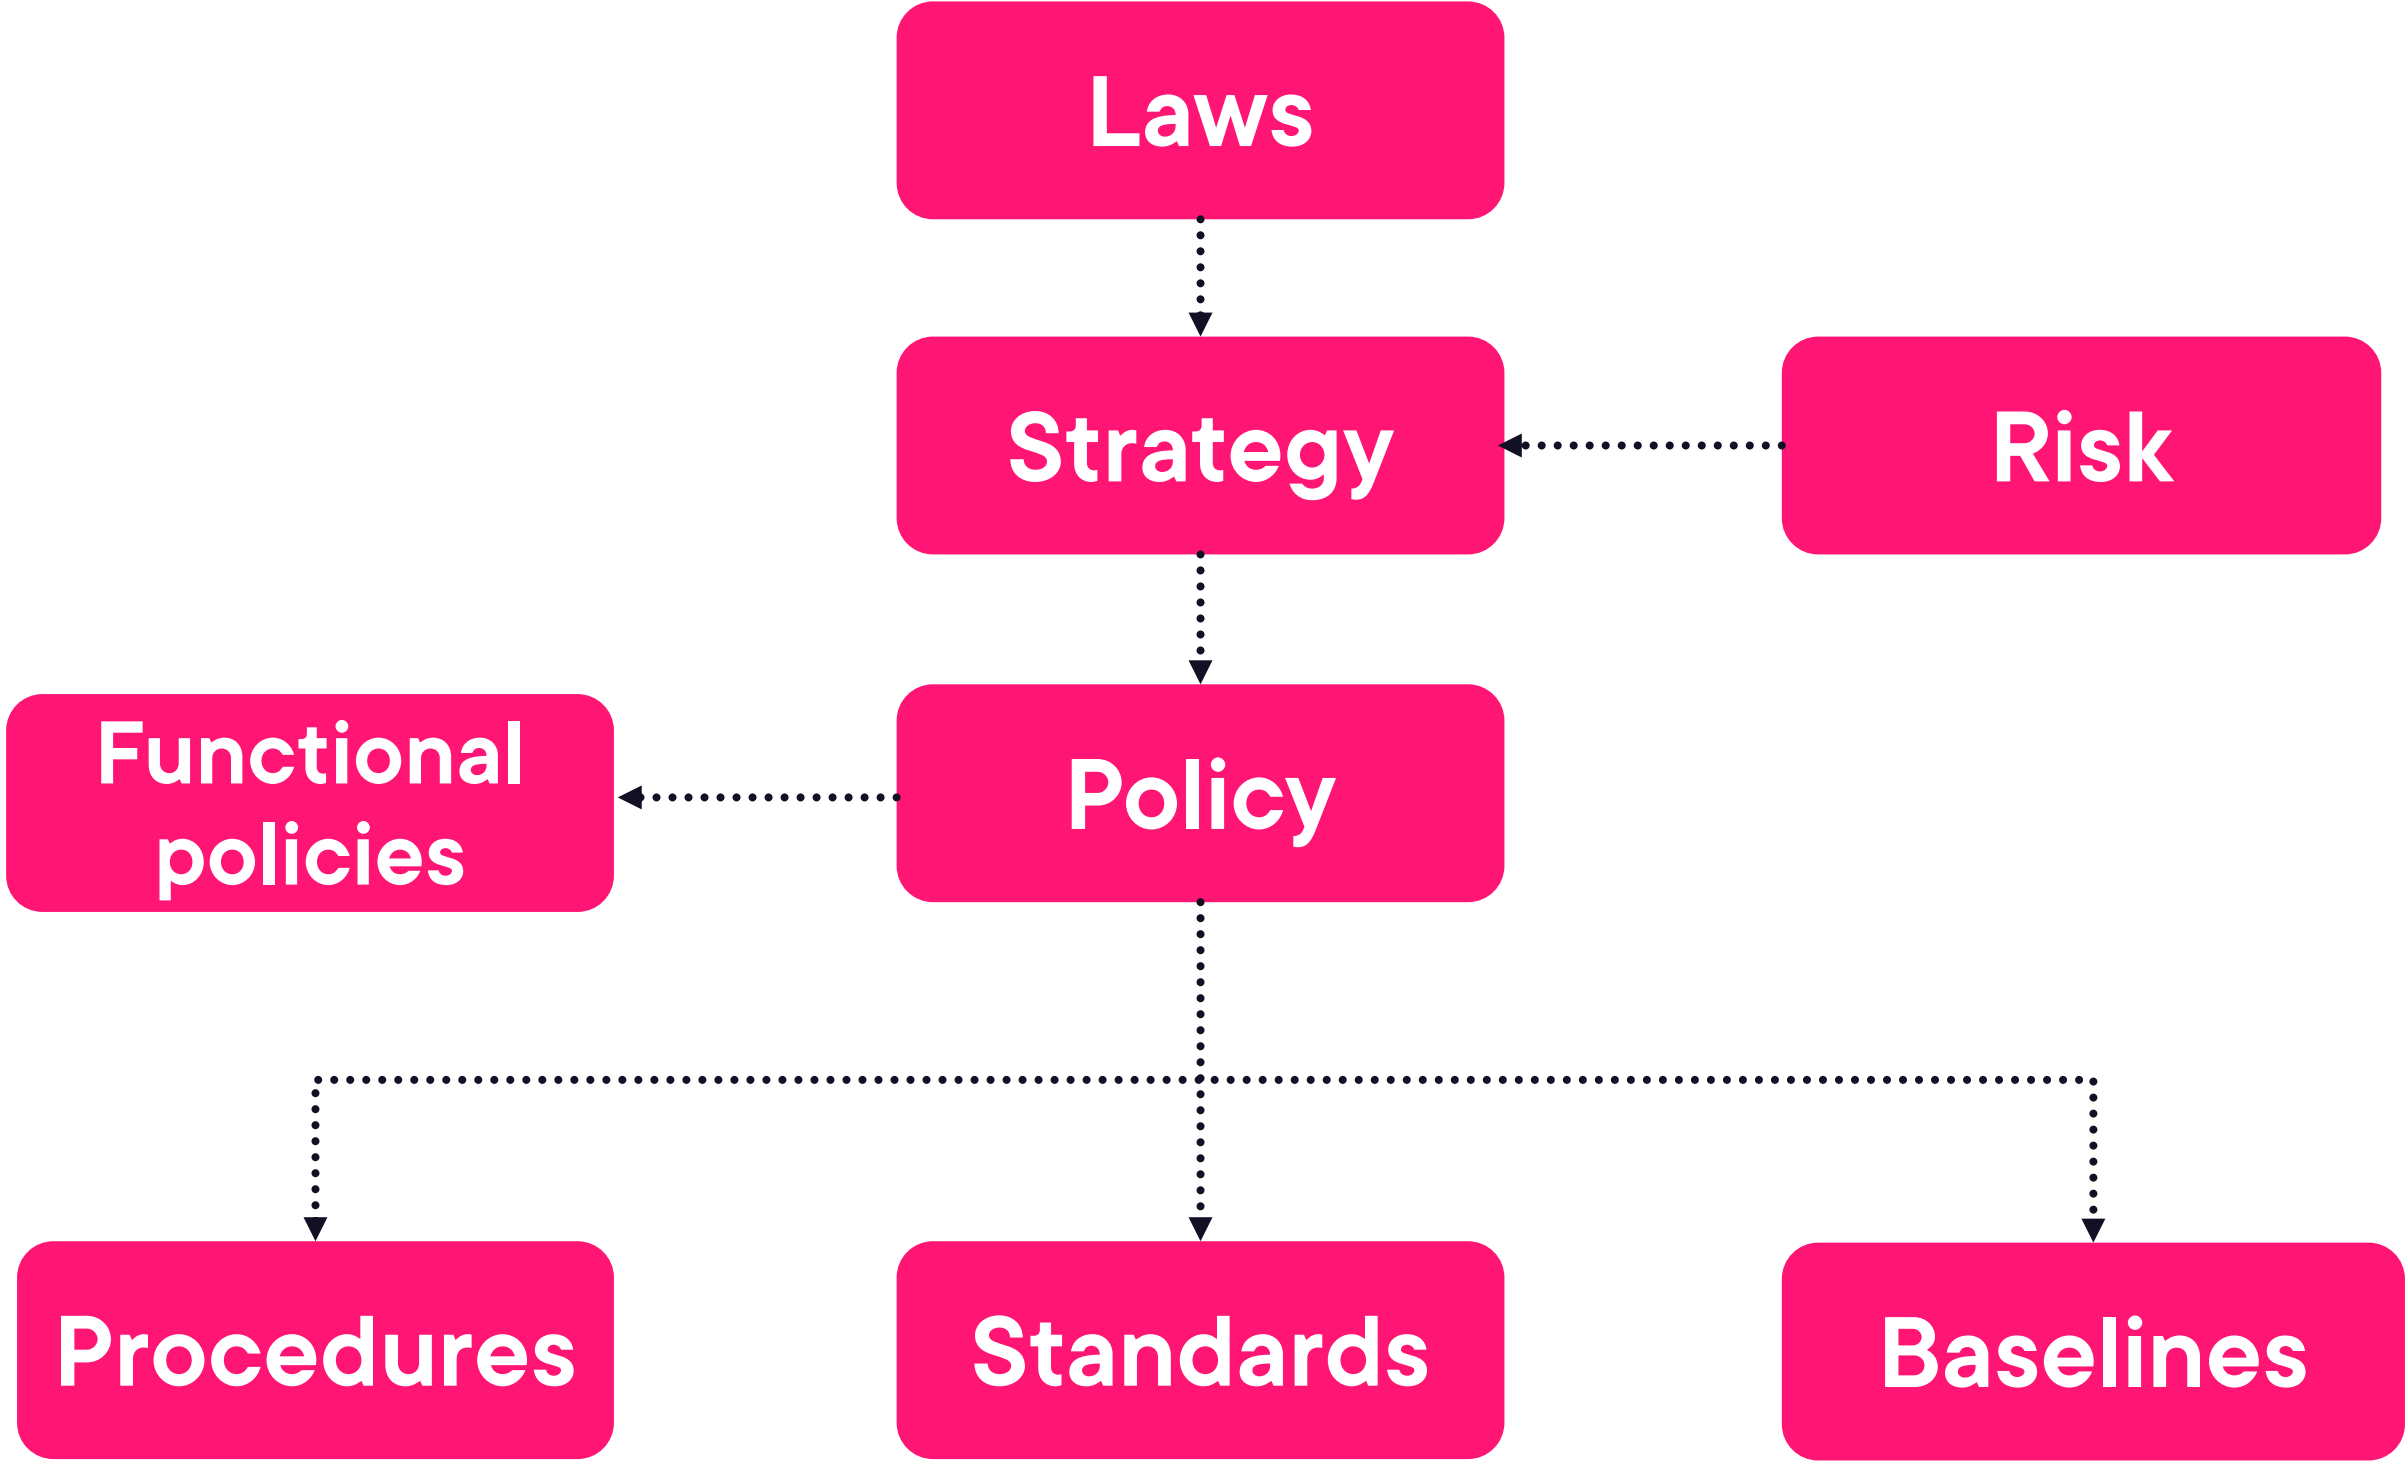 Laws
Strategy
Risk
Functional
policies
Policy
Procedures
Standards
Baselines